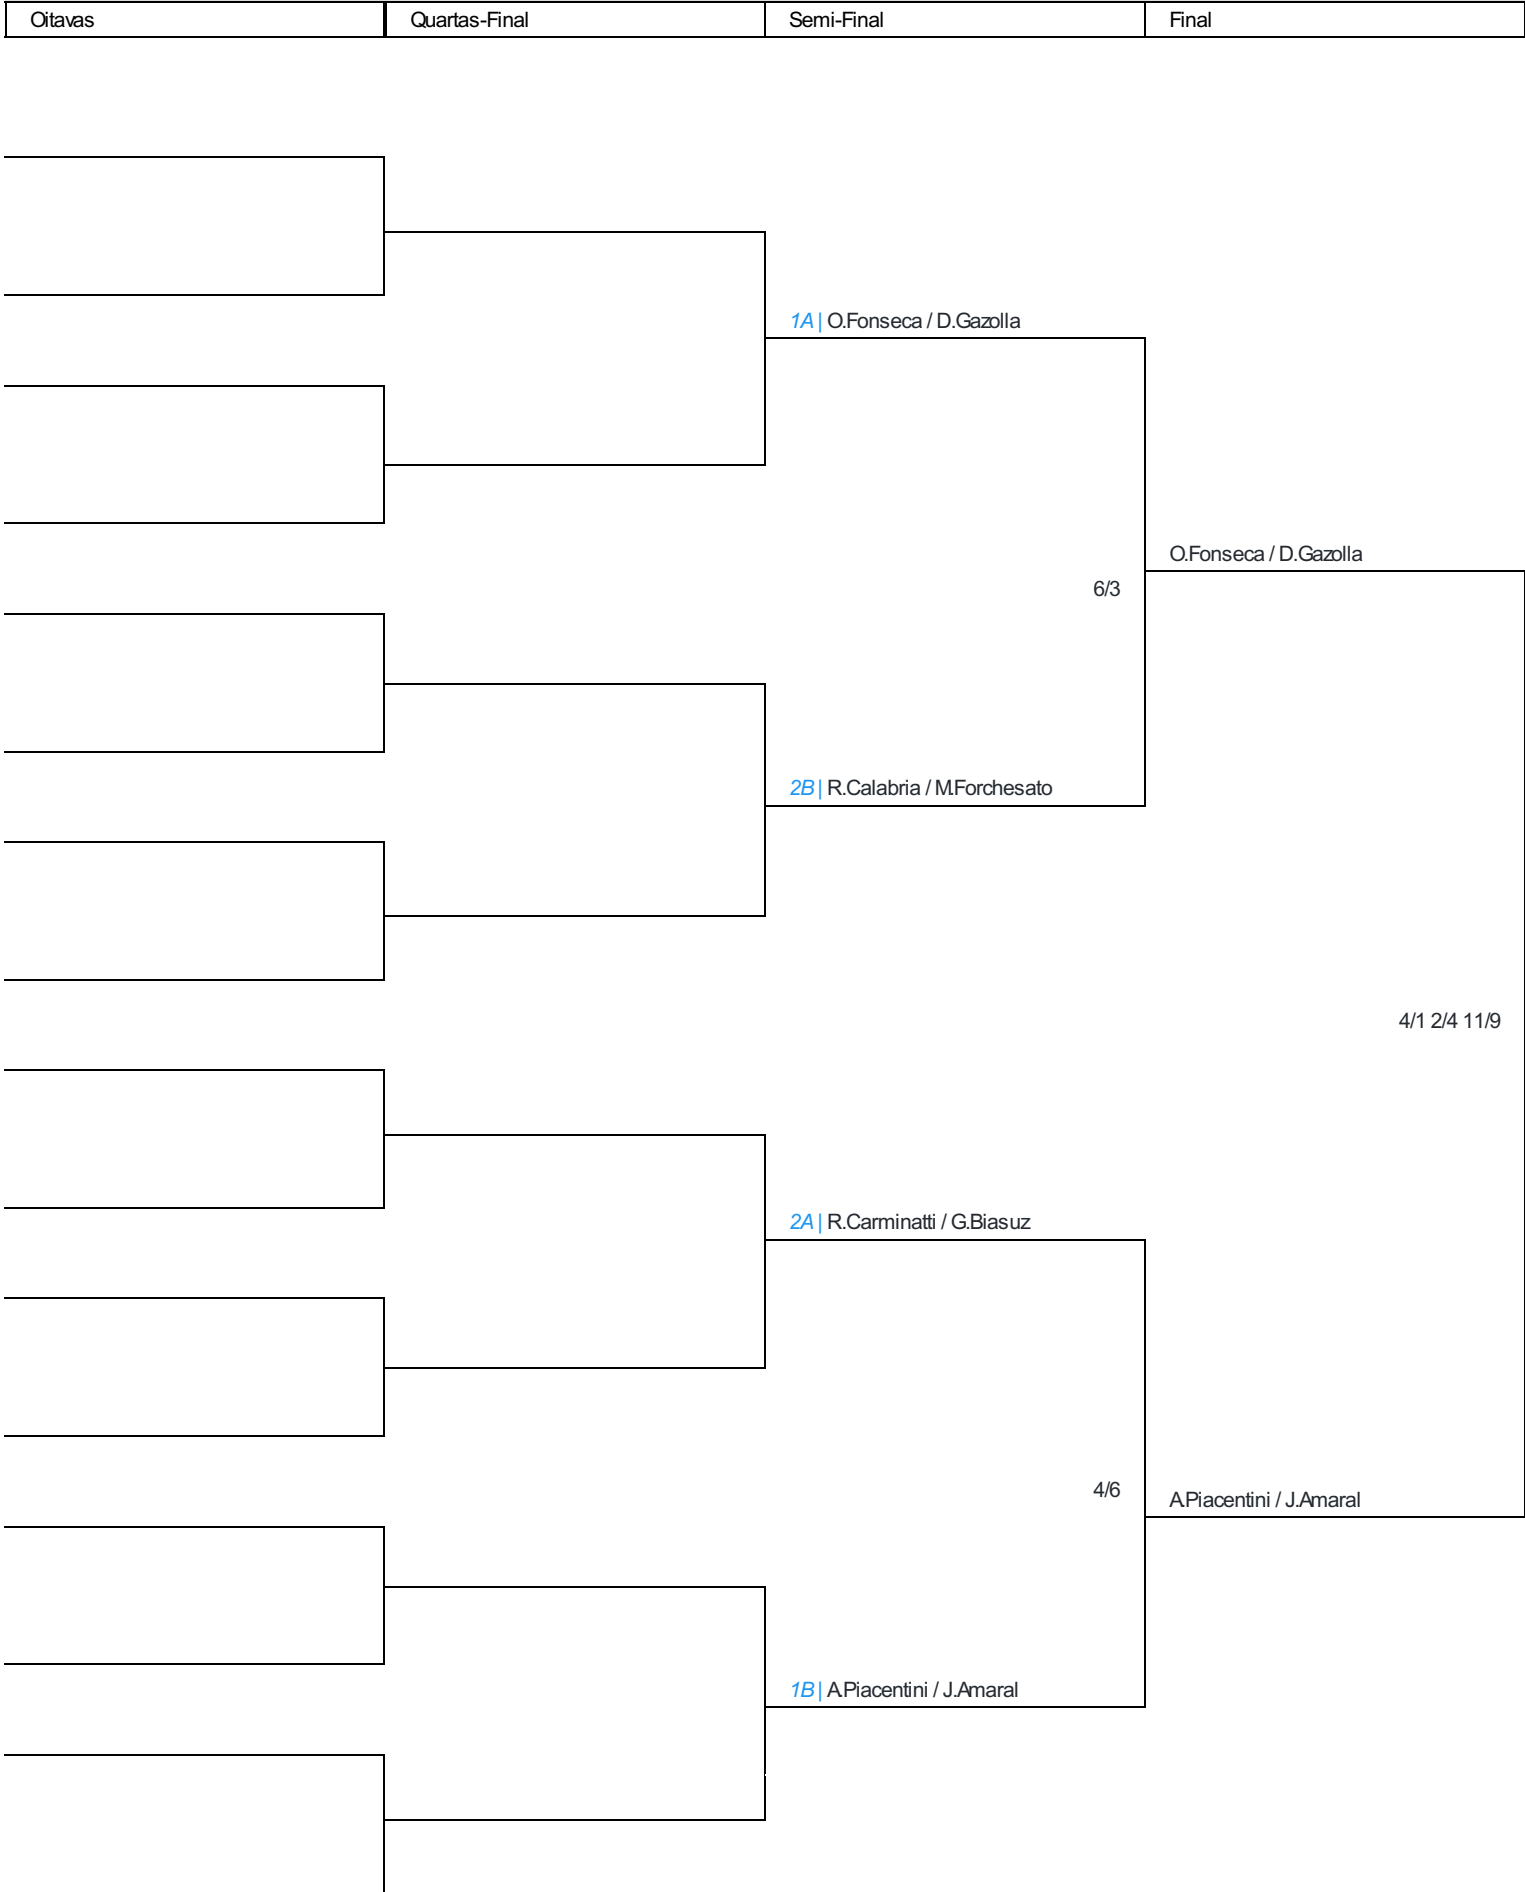 Oitavas Quartas-Final Semi-Final Final
1A | O.Fonseca / D.Gazolla
O.Fonseca / D.Gazolla
6/3
2B | R.Calabria / M.Forchesato
4/1 2/4 11/9
2A | R.Carminatti / G.Biasuz
4/6
A.Piacentini / J.Amaral
1B | A.Piacentini / J.Amaral